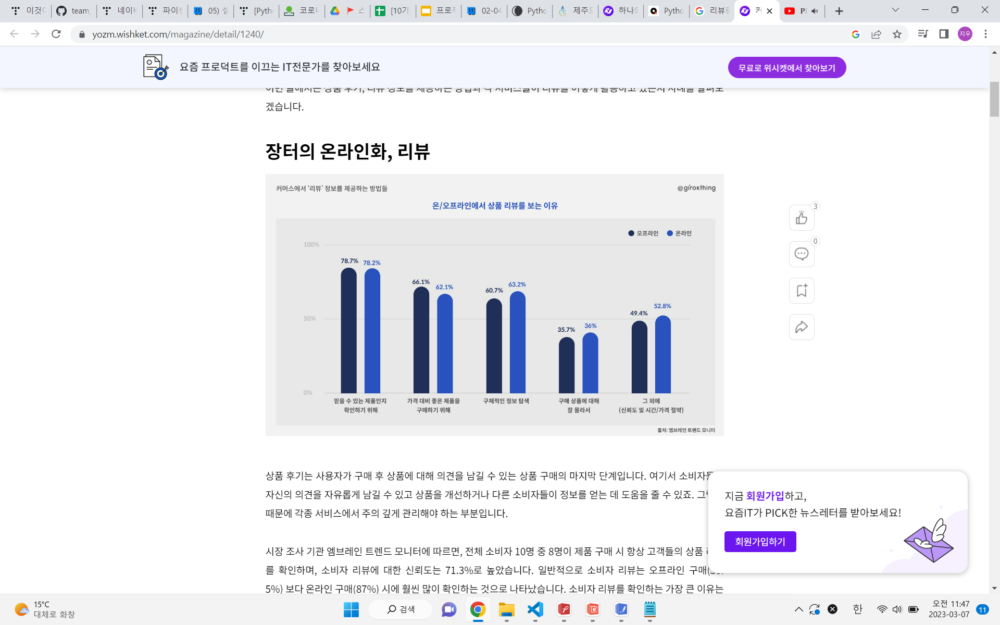 이것
team_
네이
파이
05)
[Pyth
코로
스
[10기
프로
02-04
Pytho
제주
하나
Pytho
리뷰
yozm.wishket.com/magazine/detail/1240/
지우
요즘 프로덕트를 이끄는 IT전문가를 찾아보세요
무료로 위시켓에서 찾아보기
겠습니다.
장터의 온라인화, 리뷰
커머스에서 ‘리뷰’ 정보를 제공하는 방법들
@girokthing
온/오프라인에서 상품 리뷰를 보는 이유
오프라인 온라인
100%
50%
0%
78.7% 78.2%
66.1% 62.1%
60.7% 63.2%
35.7% 36%
49.4% 52.8%
믿을 수 있는 제품인지
확인하기 위해
가격 대비 좋은 제품을
구매하기 위해
구체적인 정보 탐색
구매 상품에 대해
잘 몰라서
그 외에
(신뢰도 및 시간/가격 절약)
출처: 엠브레인 트렌드 모니터
3
0
상품 후기는 사용자가 구매 후 상품에 대해 의견을 남길 수 있는 상품 구매의 마지막 단계입니다. 여기서 소비자들
자신의 의견을 자유롭게 남길 수 있고 상품을 개선하거나 다른 소비자들이 정보를 얻는 데 도움을 줄 수 있죠.
때문에 각종 서비스에서 주의 깊게 관리해야 하는 부분입니다.
시장 조사 기관 엠브레인 트렌드 모니터에 따르면, 전체 소비자 10명 중 8명이 제품 구매 시 항상 고객들의 상품
를 확인하며, 소비자 리뷰에 대한 신뢰도는 71.3%로 높았습니다. 일반적으로 소비자 리뷰는 오프라인 구매(
5%) 보다 온라인 구매(87%) 시에 훨씬 많이 확인하는 것으로 나타났습니다. 소비자 리뷰를 확인하는 가장 큰 이유는
지금 회원가입하고,
요즘IT가 PICK한 뉴스레터를 받아보세요!
회원가입하기
15°C
대체로 화창
검색
한
오전 11:47
2023-03-07
11